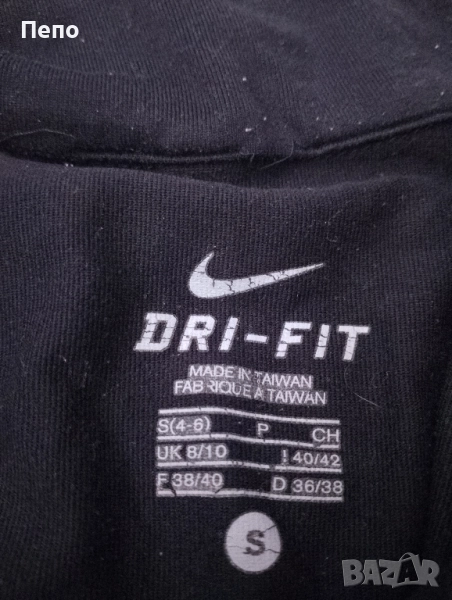 Пепо
DRI-FIT
MADE IN TAIWAN
FABRIQUE A TAIWAN
S(4-6) P CH
UK 8/10 I 40/42
F 38/40 D 36/38
S
BAZAR